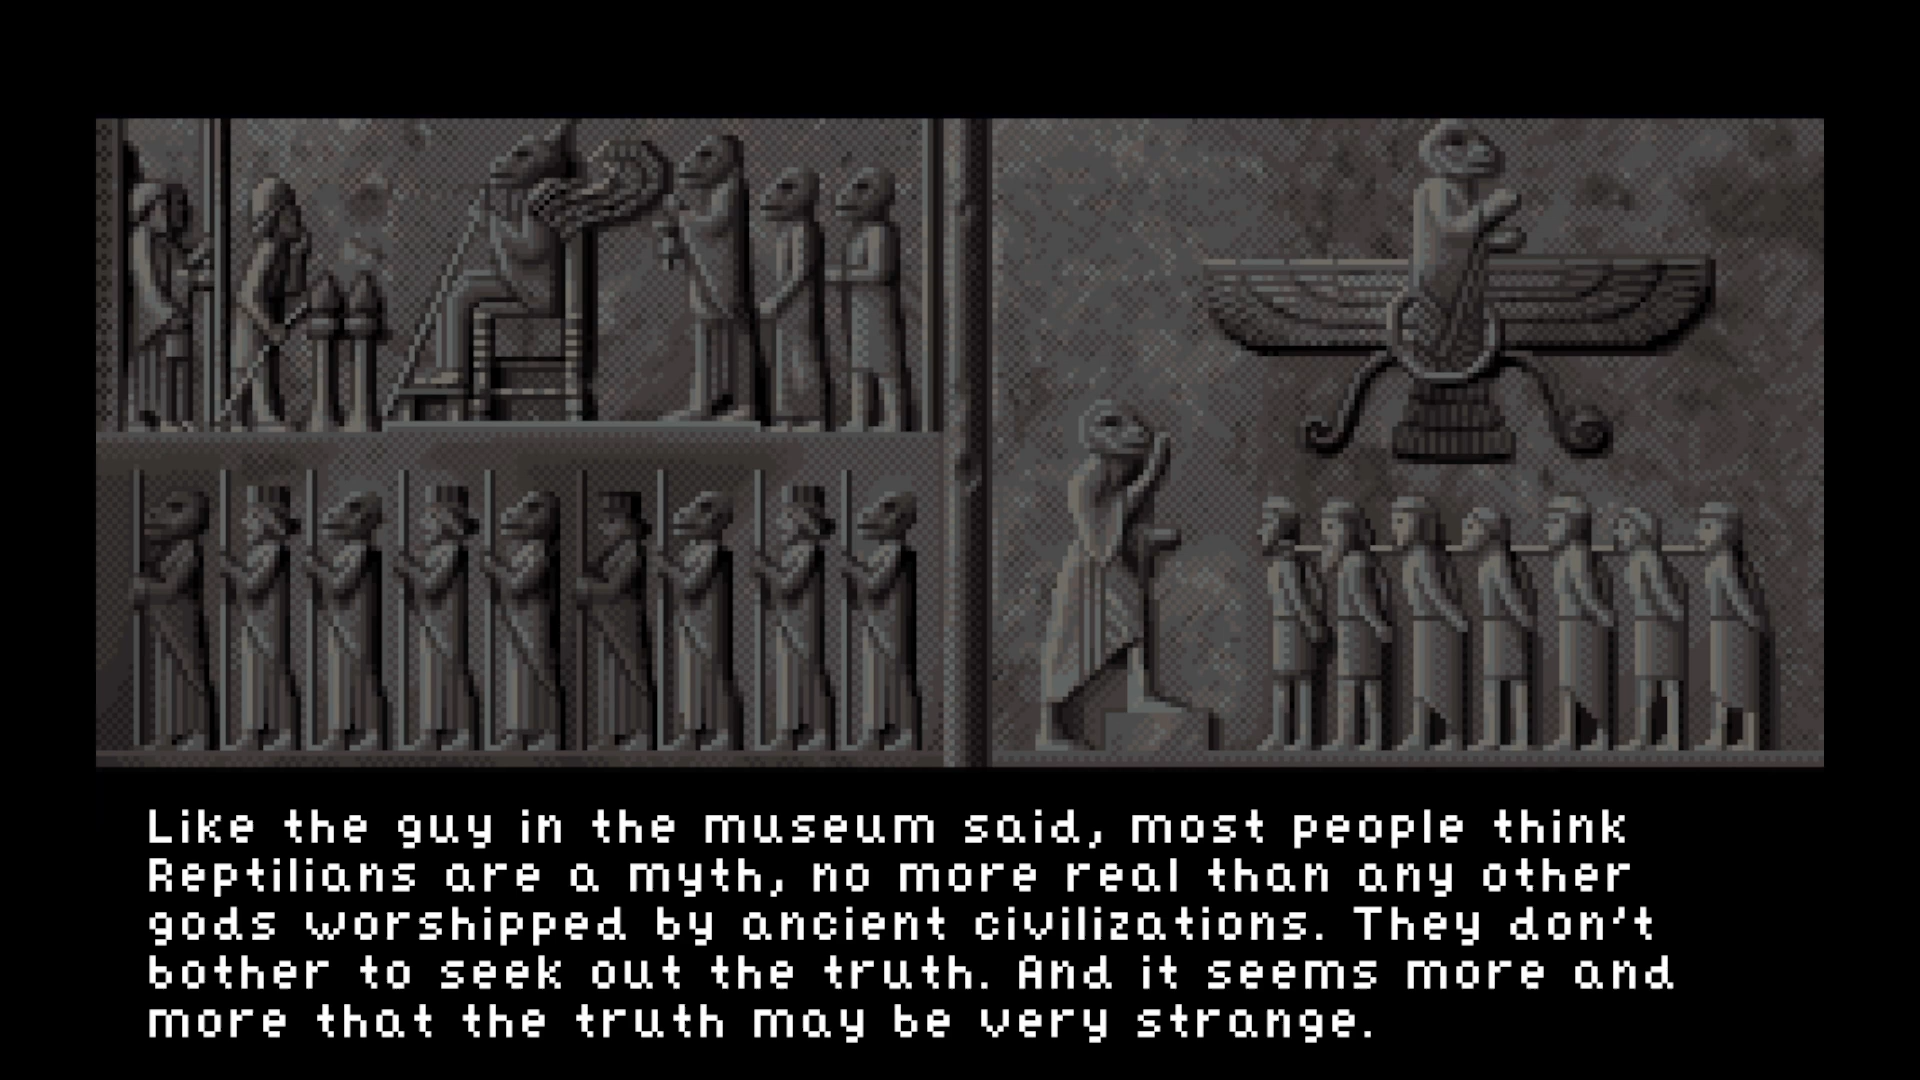 Like the guy in the museum said, most people think
Reptilians are a myth, no more real than any other
gods worshipped by ancient civilizations. They don't
bother to seek out the truth. And it seems more and
more that the truth may be very strange.